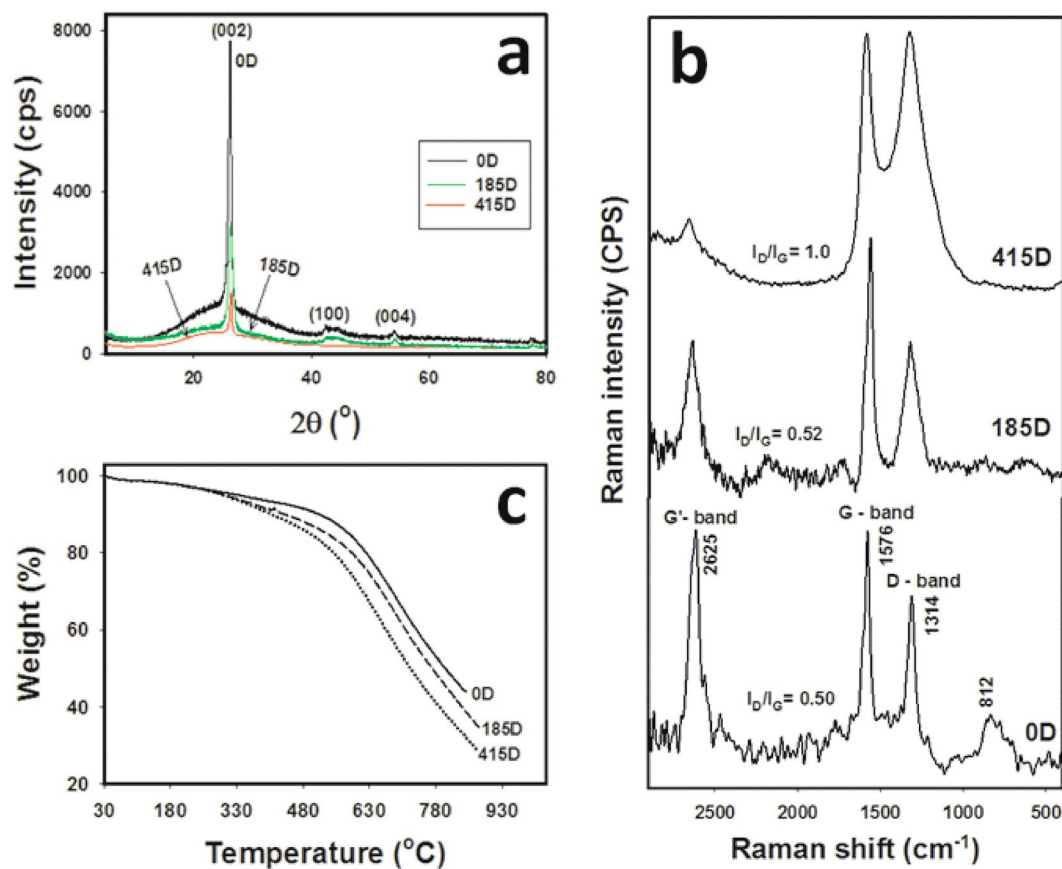 a
8000
6000
4000
2000
0
Intensity (cps)
(002)
0D
0D
185D
415D
415D
185D
(100)
(004)
20
40
60
80
2θ (°)
b
Raman intensity (CPS)
I_D/I_G = 1.0
415D
I_D/I_G= 0.52
185D
G'- band
2625
G - band
1576
D - band
1314
I_D/I_G = 0.50
812
0D
2500
2000
1500
1000
500
Raman shift (cm⁻¹)
c
100
80
60
40
20
Weight (%)
0D
185D
415D
30
180
330
480
630
780
930
Temperature (°C)